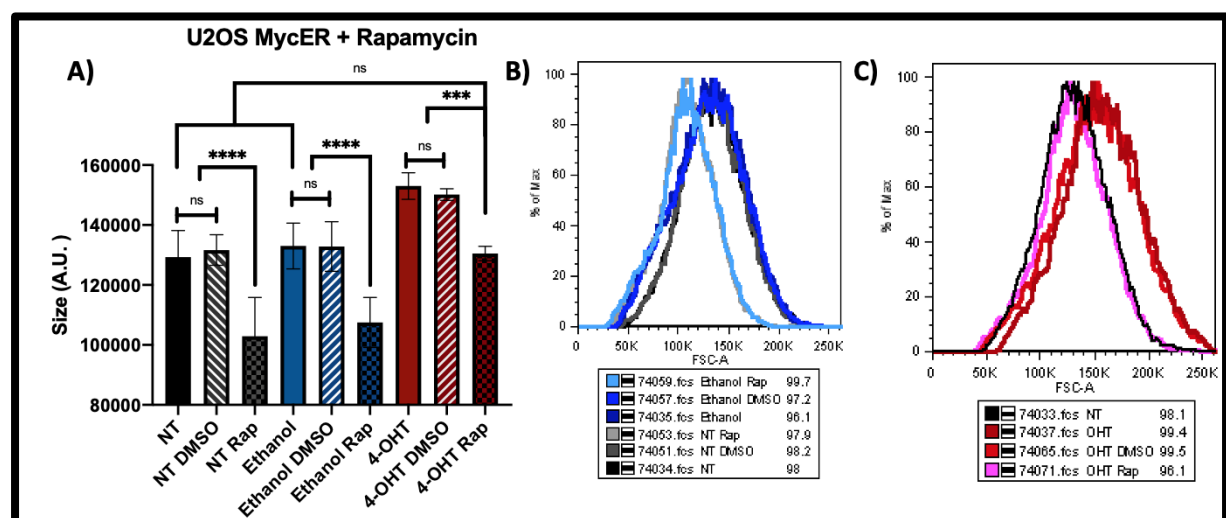 U2OS MycER + Rapamycin
A)
ns
***
****
****
ns
ns
ns
Size (A.U.)
160000
140000
120000
100000
80000
NT
NT DMSO
NT Rap
Ethanol
Ethanol DMSO
Ethanol Rap
4-OHT
4-OHT DMSO
4-OHT Rap
B)
% of Max
100
80
60
40
20
0
0 50K 100K 150K 200K 250K
FSC-A
74059.fcs Ethanol Rap 99.7
74057.fcs Ethanol DMSO 97.2
74035.fcs Ethanol 96.1
74053.fcs NT Rap 97.9
74051.fcs NT DMSO 98.2
74034.fcs NT 98
C)
% of Max
100
80
60
40
20
0
0 50K 100K 150K 200K 250K
FSC-A
74033.fcs NT 98.1
74037.fcs OHT 99.4
74065.fcs OHT DMSO 99.5
74071.fcs OHT Rap 96.1